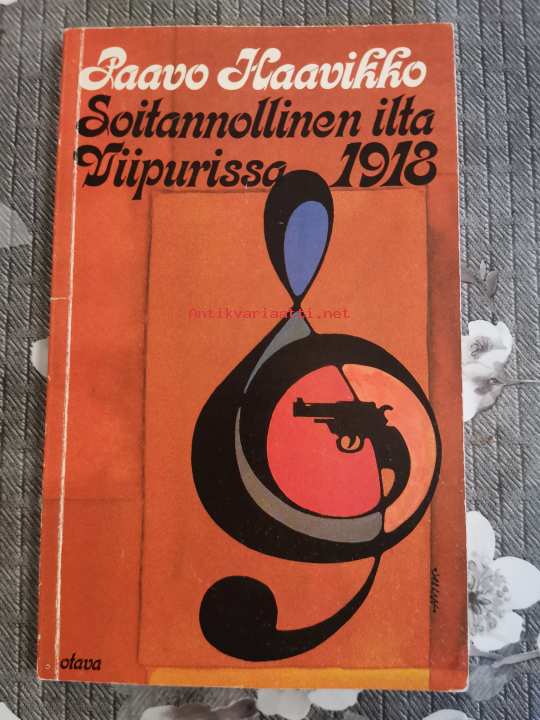 Paavo Haavikko
Soitannollinen ilta
Viipurissa 1918
Antikvariaatti.net
otava